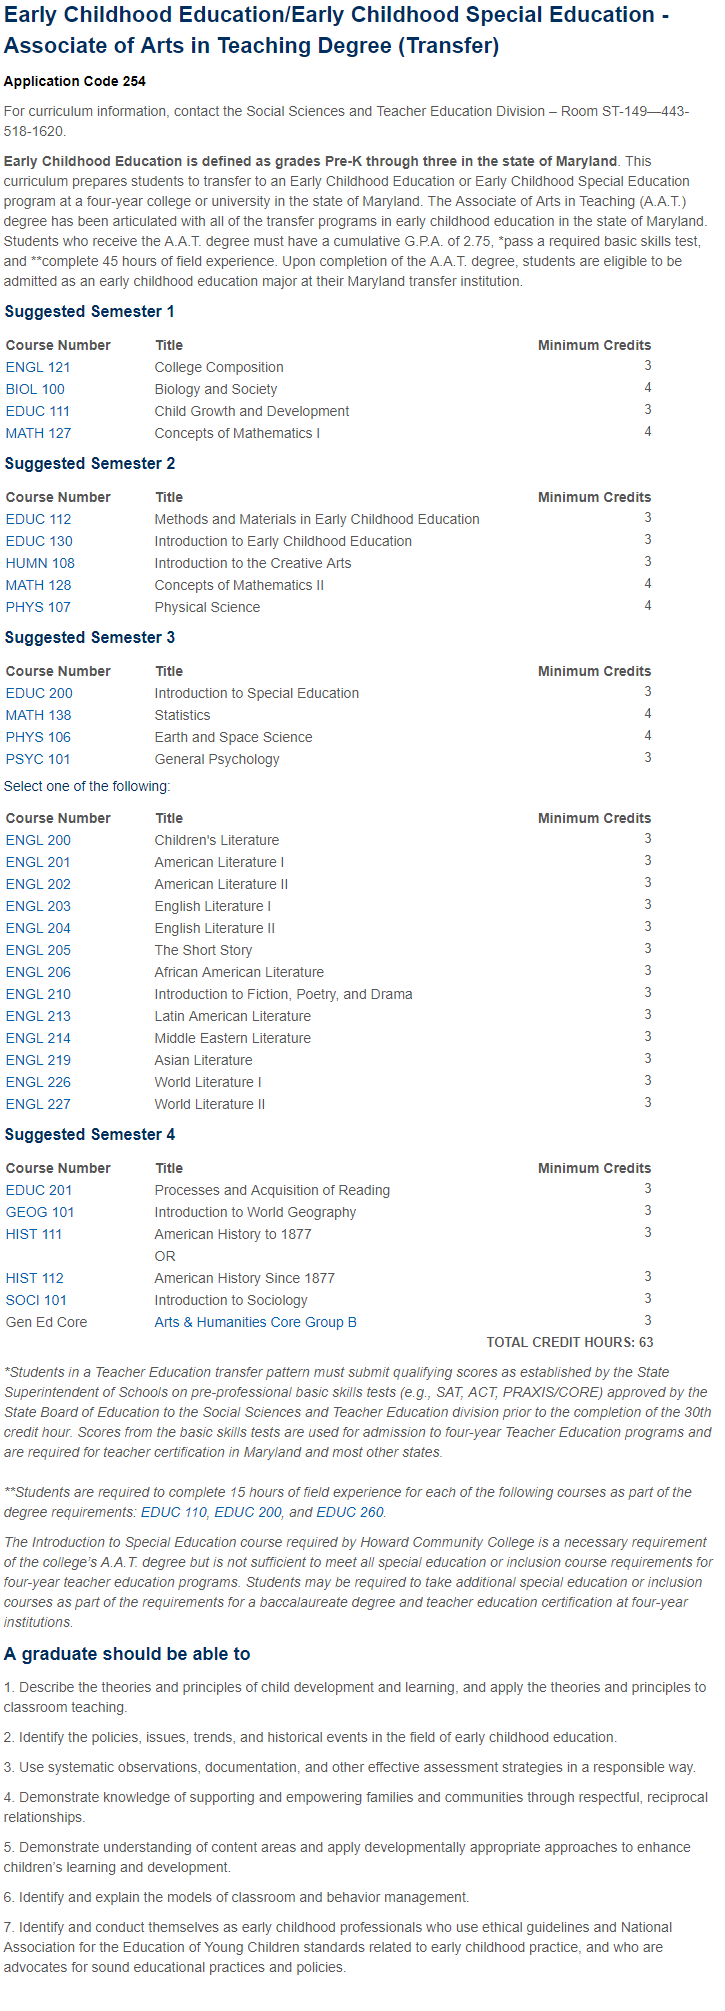 Early Childhood Education/Early Childhood Special Education -
Associate of Arts in Teaching Degree (Transfer)
Application Code 254
For curriculum information, contact the Social Sciences and Teacher Education Division – Room ST-149—443-
518-1620.
Early Childhood Education is defined as grades Pre-K through three in the state of Maryland. This
curriculum prepares students to transfer to an Early Childhood Education or Early Childhood Special Education
program at a four-year college or university in the state of Maryland. The Associate of Arts in Teaching (A.A.T.)
degree has been articulated with all of the transfer programs in early childhood education in the state of Maryland.
Students who receive the A.A.T. degree must have a cumulative G.P.A. of 2.75, *pass a required basic skills test,
and **complete 45 hours of field experience. Upon completion of the A.A.T. degree, students are eligible to be
admitted as an early childhood education major at their Maryland transfer institution.
Suggested Semester 1
Course Number Title Minimum Credits
ENGL 121 College Composition 3
BIOL 100 Biology and Society 4
EDUC 111 Child Growth and Development 3
MATH 127 Concepts of Mathematics I 4
Suggested Semester 2
Course Number Title Minimum Credits
EDUC 112 Methods and Materials in Early Childhood Education 3
EDUC 130 Introduction to Early Childhood Education 3
HUMN 108 Introduction to the Creative Arts 3
MATH 128 Concepts of Mathematics II 4
PHYS 107 Physical Science 4
Suggested Semester 3
Course Number Title Minimum Credits
EDUC 200 Introduction to Special Education 3
MATH 138 Statistics 4
PHYS 106 Earth and Space Science 4
PSYC 101 General Psychology 3
Select one of the following:
Course Number Title Minimum Credits
ENGL 200 Children's Literature 3
ENGL 201 American Literature I 3
ENGL 202 American Literature II 3
ENGL 203 English Literature I 3
ENGL 204 English Literature II 3
ENGL 205 The Short Story 3
ENGL 206 African American Literature 3
ENGL 210 Introduction to Fiction, Poetry, and Drama 3
ENGL 213 Latin American Literature 3
ENGL 214 Middle Eastern Literature 3
ENGL 219 Asian Literature 3
ENGL 226 World Literature I 3
ENGL 227 World Literature II 3
Suggested Semester 4
Course Number Title Minimum Credits
EDUC 201 Processes and Acquisition of Reading 3
GEOG 101 Introduction to World Geography 3
HIST 111 American History to 1877 3
OR
HIST 112 American History Since 1877 3
SOCI 101 Introduction to Sociology 3
Gen Ed Core Arts & Humanities Core Group B 3
TOTAL CREDIT HOURS: 63
*Students in a Teacher Education transfer pattern must submit qualifying scores as established by the State
Superintendent of Schools on pre-professional basic skills tests (e.g., SAT, ACT, PRAXIS/CORE) approved by the
State Board of Education to the Social Sciences and Teacher Education division prior to the completion of the 30th
credit hour. Scores from the basic skills tests are used for admission to four-year Teacher Education programs and
are required for teacher certification in Maryland and most other states.
**Students are required to complete 15 hours of field experience for each of the following courses as part of the
degree requirements: EDUC 110, EDUC 200, and EDUC 260.
The Introduction to Special Education course required by Howard Community College is a necessary requirement
of the college's A.A.T. degree but is not sufficient to meet all special education or inclusion course requirements for
four-year teacher education programs. Students may be required to take additional special education or inclusion
courses as part of the requirements for a baccalaureate degree and teacher education certification at four-year
institutions.
A graduate should be able to
1. Describe the theories and principles of child development and learning, and apply the theories and principles to
classroom teaching.
2. Identify the policies, issues, trends, and historical events in the field of early childhood education.
3. Use systematic observations, documentation, and other effective assessment strategies in a responsible way.
4. Demonstrate knowledge of supporting and empowering families and communities through respectful, reciprocal
relationships.
5. Demonstrate understanding of content areas and apply developmentally appropriate approaches to enhance
children's learning and development.
6. Identify and explain the models of classroom and behavior management.
7. Identify and conduct themselves as early childhood professionals who use ethical guidelines and National
Association for the Education of Young Children standards related to early childhood practice, and who are
advocates for sound educational practices and policies.